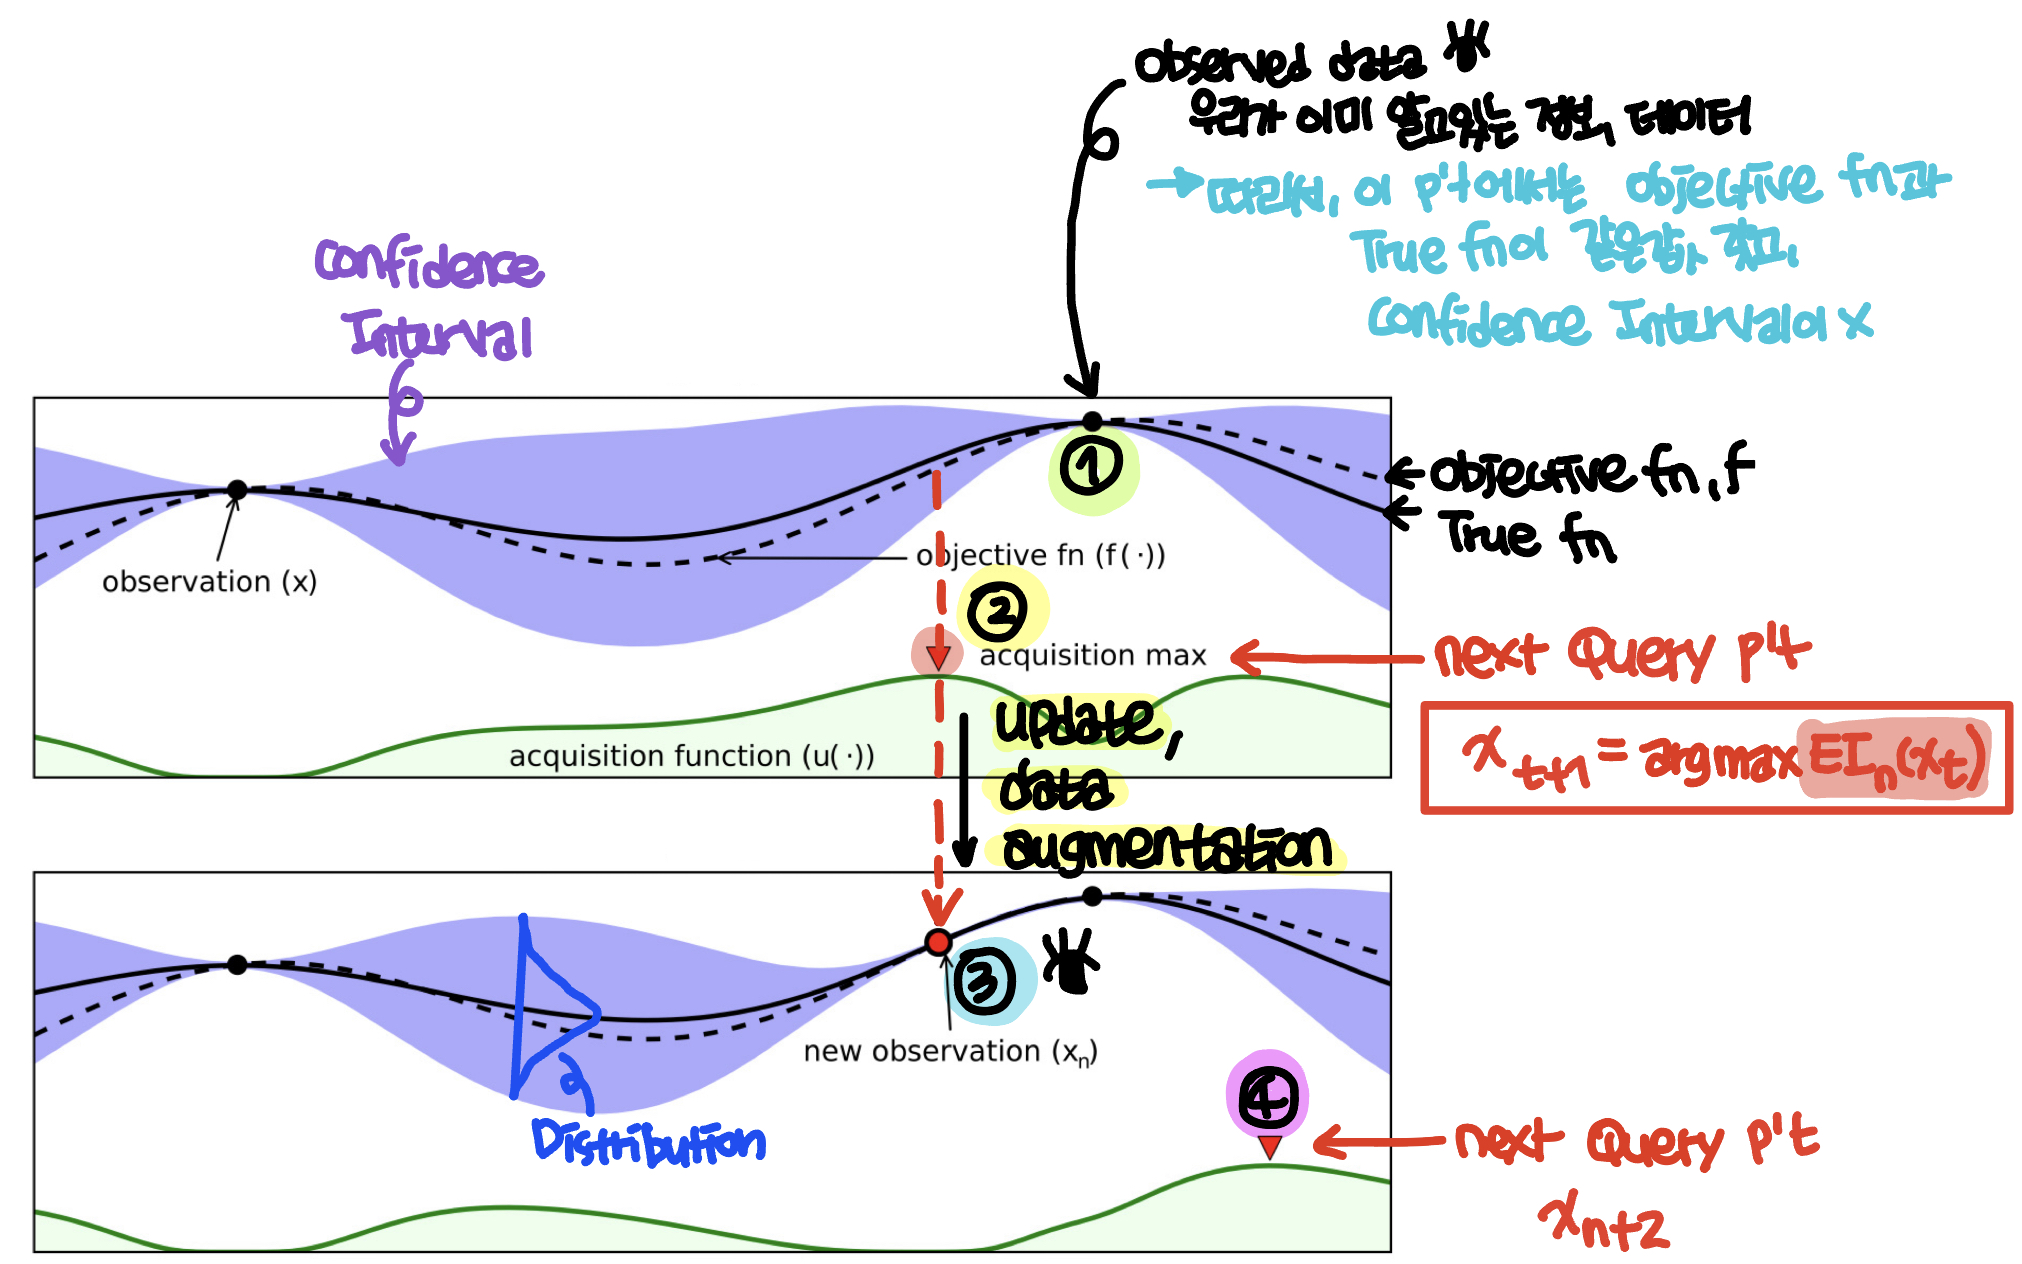 observed data
우리가 이미 알고있는 정보, 데이터
→ 따라서, 이 p't에서는 objective fn과
True fn이 같은값 갖고,
Confidence Interval이 X
Confidence
Interval
①
← objective fn, f
← True fn
observation (x)
objective fn (f(·))
②
acquisition max
next Query p't
update,
data
augmentation
acquisition function (u(·))
x_{t+1} = argmax EI_n(x_t)
③
new observation (x_n)
Distribution
④
next Query p't
x_{n+2}